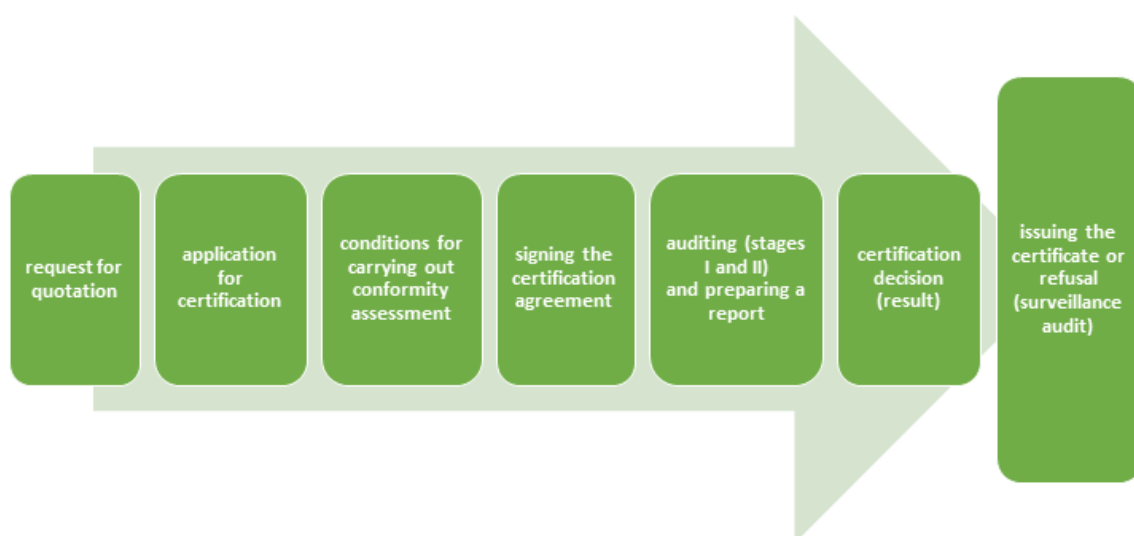 request for
quotation
application
for
certification
conditions for
carrying out
conformity
assessment
signing the
certification
agreement
auditing (stages
I and II)
and preparing a
report
certification
decision
(result)
issuing the
certificate or
refusal
(surveillance
audit)